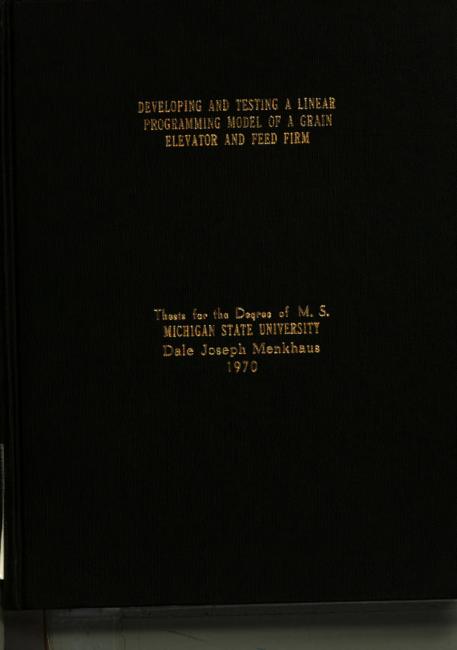 DEVELOPING AND TESTING A LINEAR
PROGRAMMING MODEL OF A GRAIN
ELEVATOR AND FEED FIRM
Thesis for the Degree of M. S.
MICHIGAN STATE UNIVERSITY
Dale Joseph Menkhaus
1970